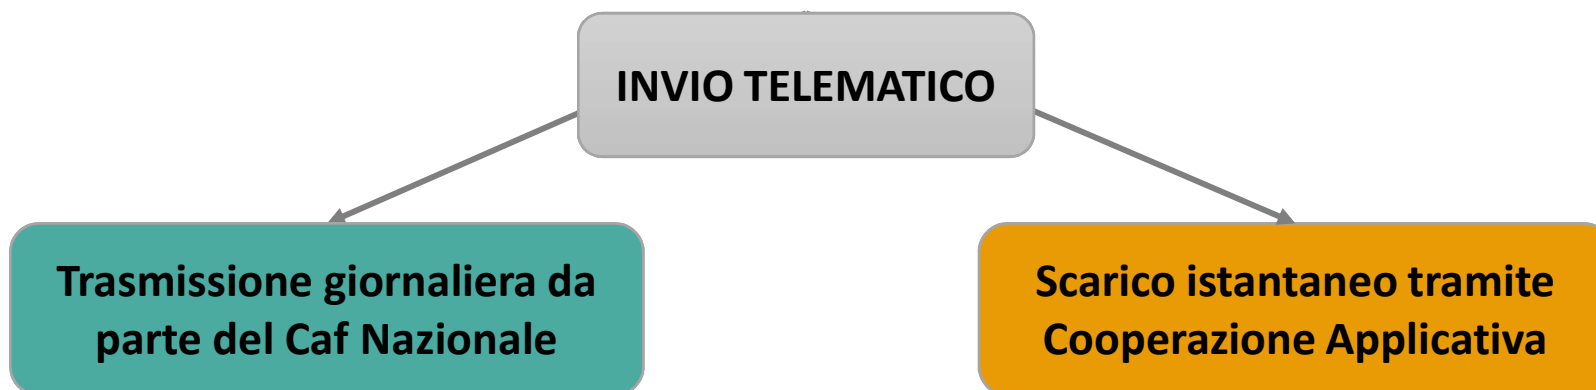 INVIO TELEMATICO
Trasmissione giornaliera da
parte del Caf Nazionale
Scarico istantaneo tramite
Cooperazione Applicativa